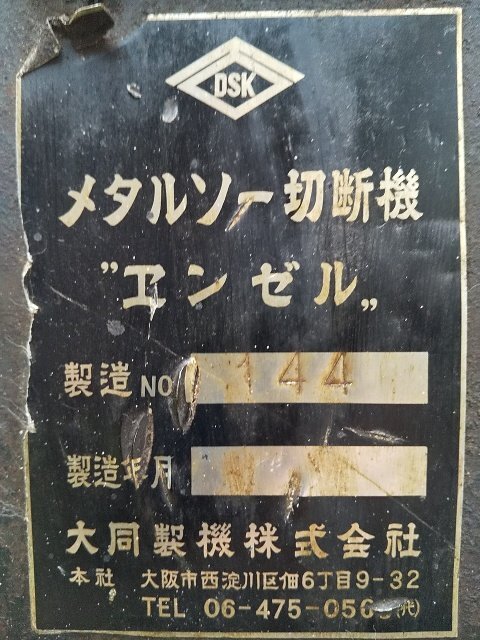 DSK
メタルソー切断機
"エンゼル"
製造NO 144
製造年月
大同製機株式会社
本社 大阪市西淀川区佃6丁目9-32
TEL 06-475-056 (代)